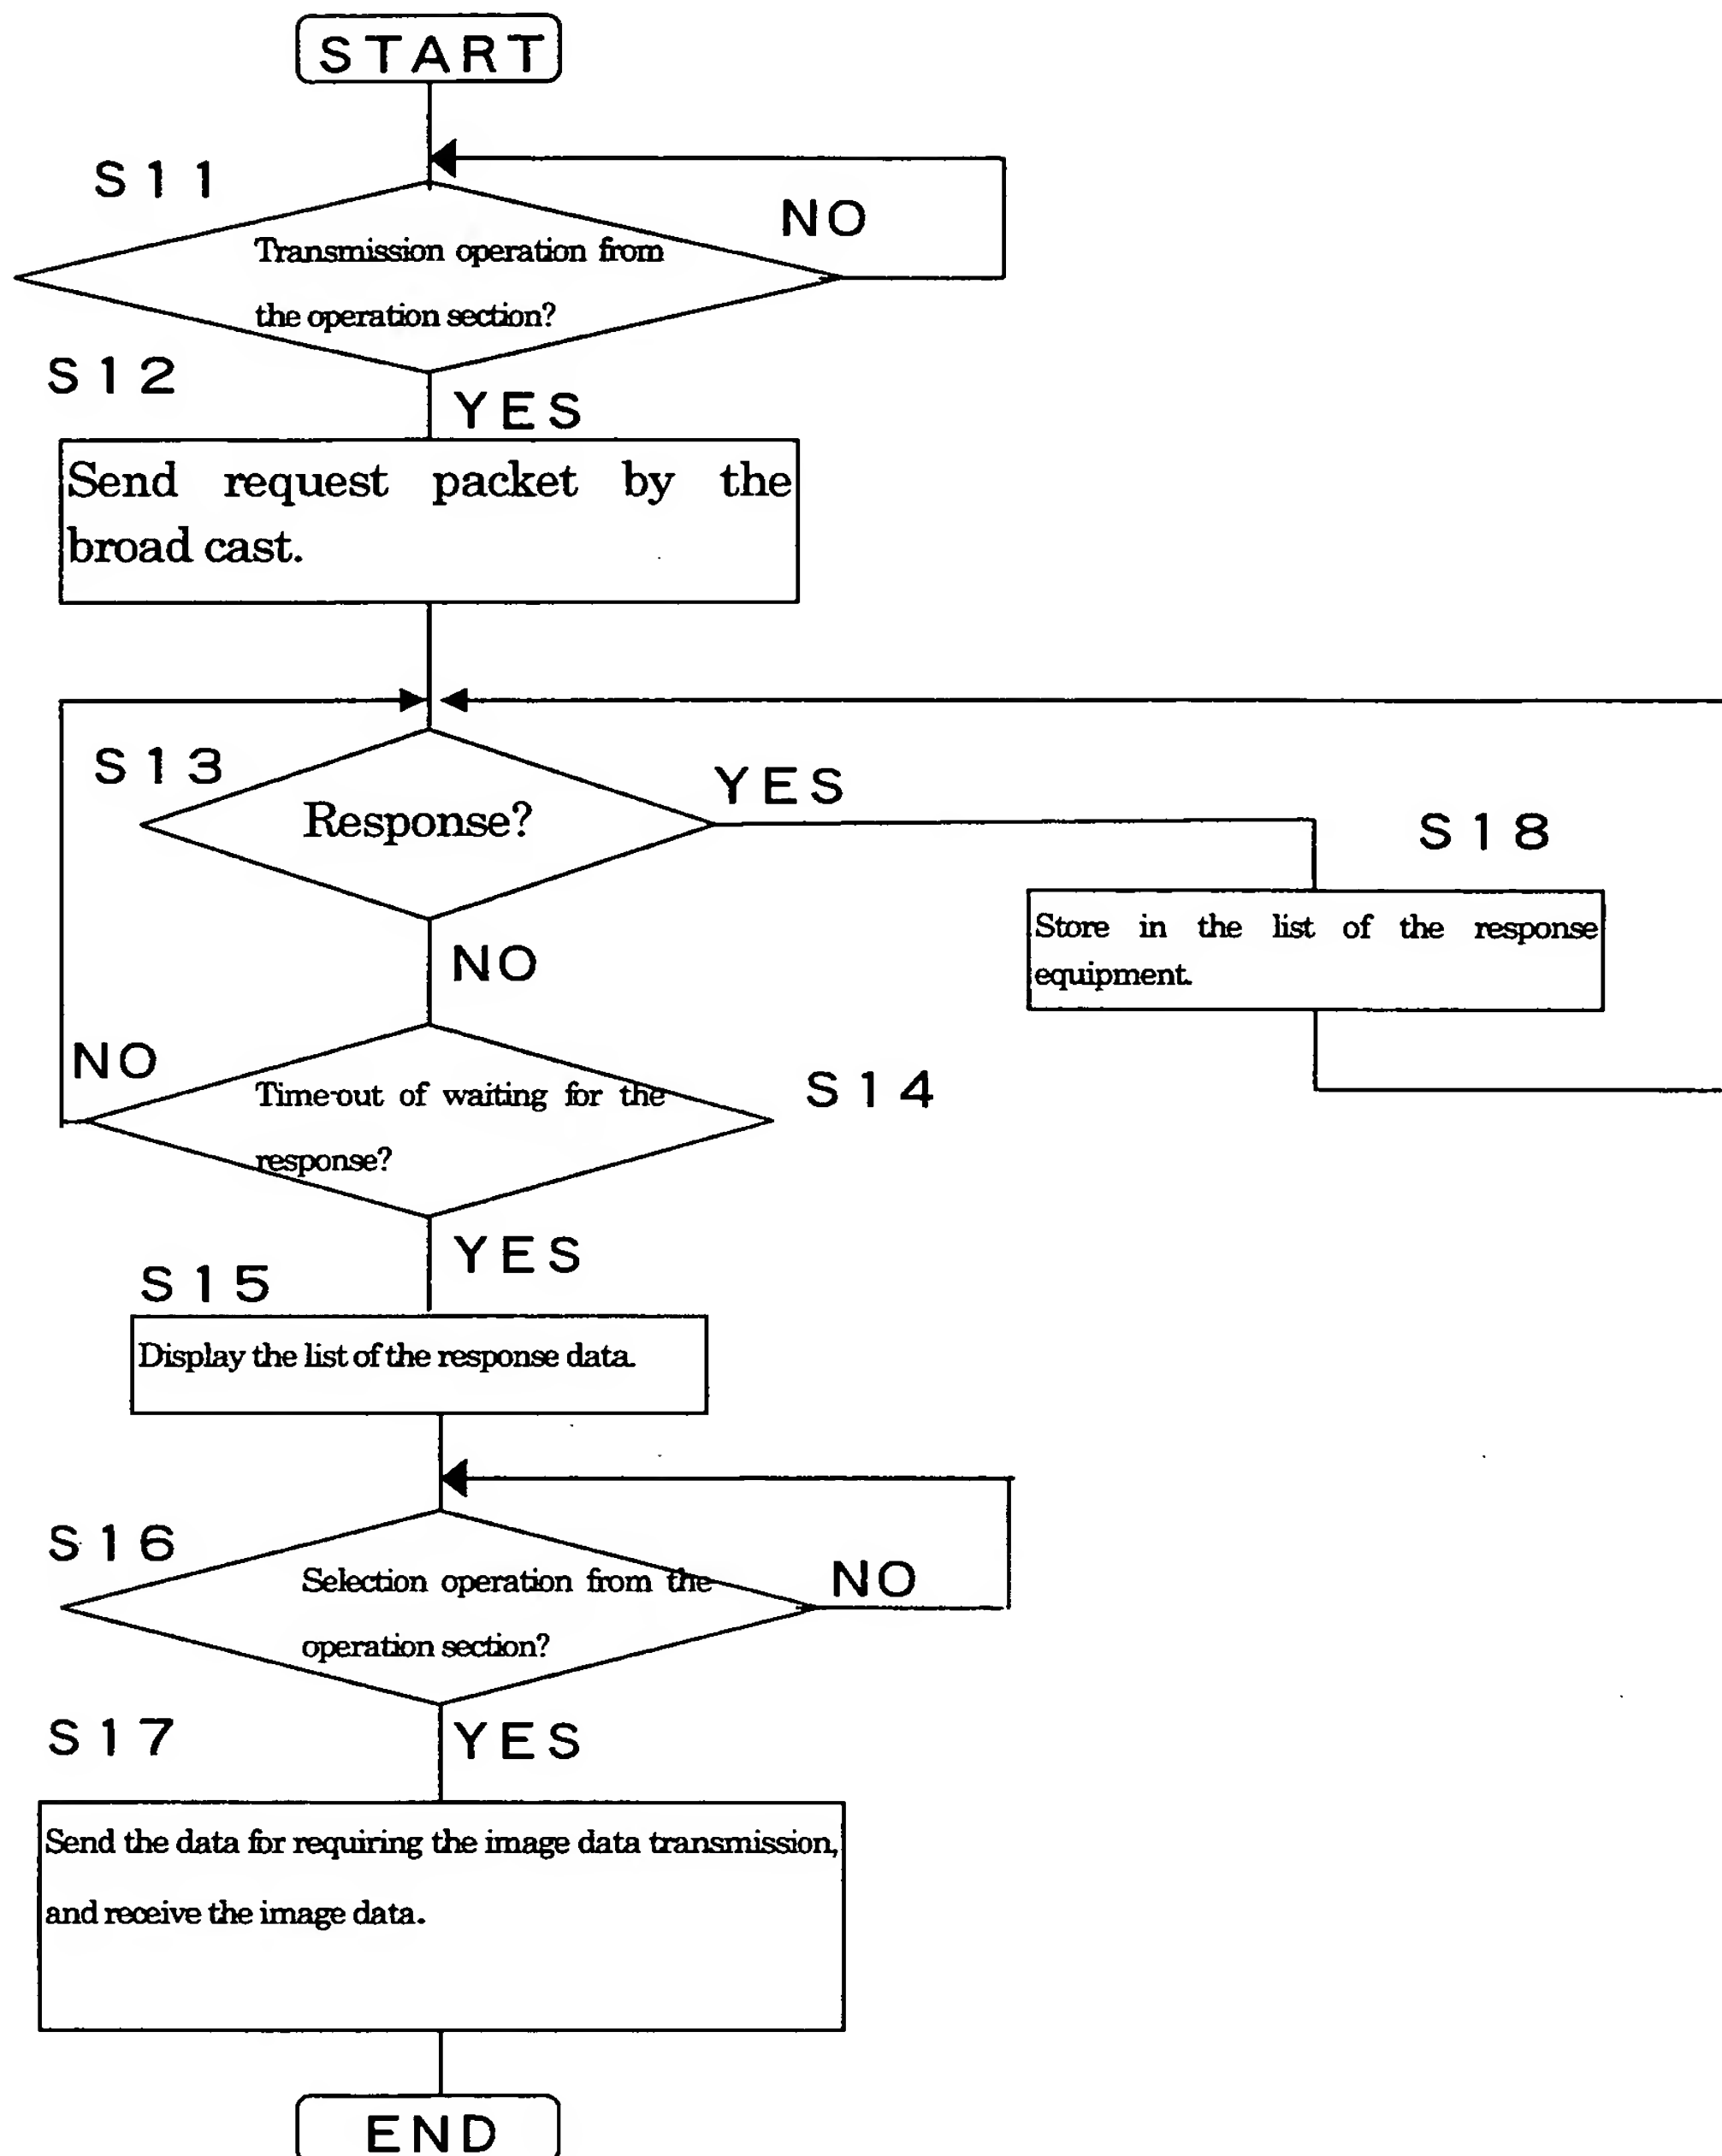 START
S11
NO
Transmission operation from
the operation section?
S12
YES
Send request packet by the
broad cast.
S13
YES
Response?
S18
Store in the list of the response
equipment.
NO
NO
Time-out of waiting for the
response?
S14
YES
S15
Display the list of the response data.
S16
Selection operation from the
operation section?
NO
S17
YES
Send the data for requiring the image data transmission,
and receive the image data.
END